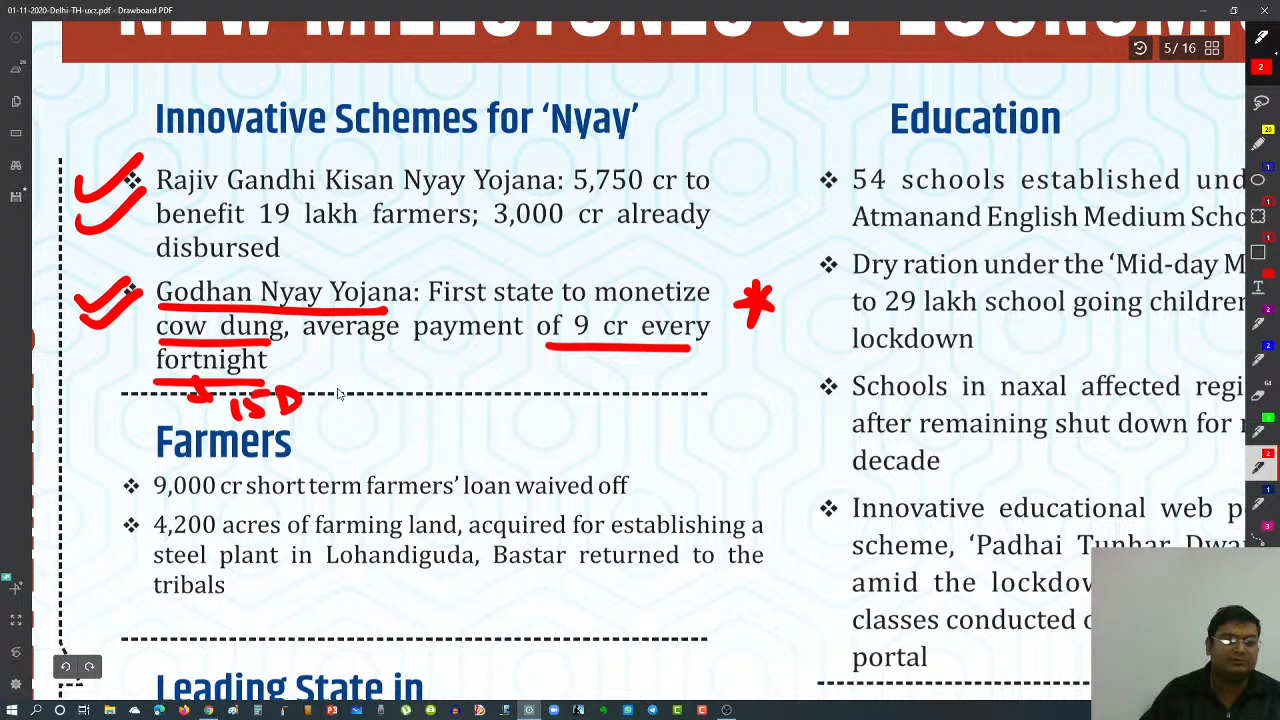 01-11-2020-Delhi-TH-uxz.pdf - Drawboard PDF
NEW MILESTONES OF ECONOMIC
5 / 16
Innovative Schemes for ‘Nyay’
❖ Rajiv Gandhi Kisan Nyay Yojana: 5,750 cr to
benefit 19 lakh farmers; 3,000 cr already
disbursed
❖ Godhan Nyay Yojana: First state to monetize
cow dung, average payment of 9 cr every
fortnight
15 D
Farmers
❖ 9,000 cr short term farmers’ loan waived off
❖ 4,200 acres of farming land, acquired for establishing a
steel plant in Lohandiguda, Bastar returned to the
tribals
Leading State in
Education
❖ 54 schools established und
Atmanand English Medium Scho
❖ Dry ration under the ‘Mid-day M
to 29 lakh school going children
lockdown
❖ Schools in naxal affected regi
after remaining shut down for
decade
❖ Innovative educational web p
scheme, ‘Padhai Tunhar Dwa
amid the lockdow
classes conducted
portal